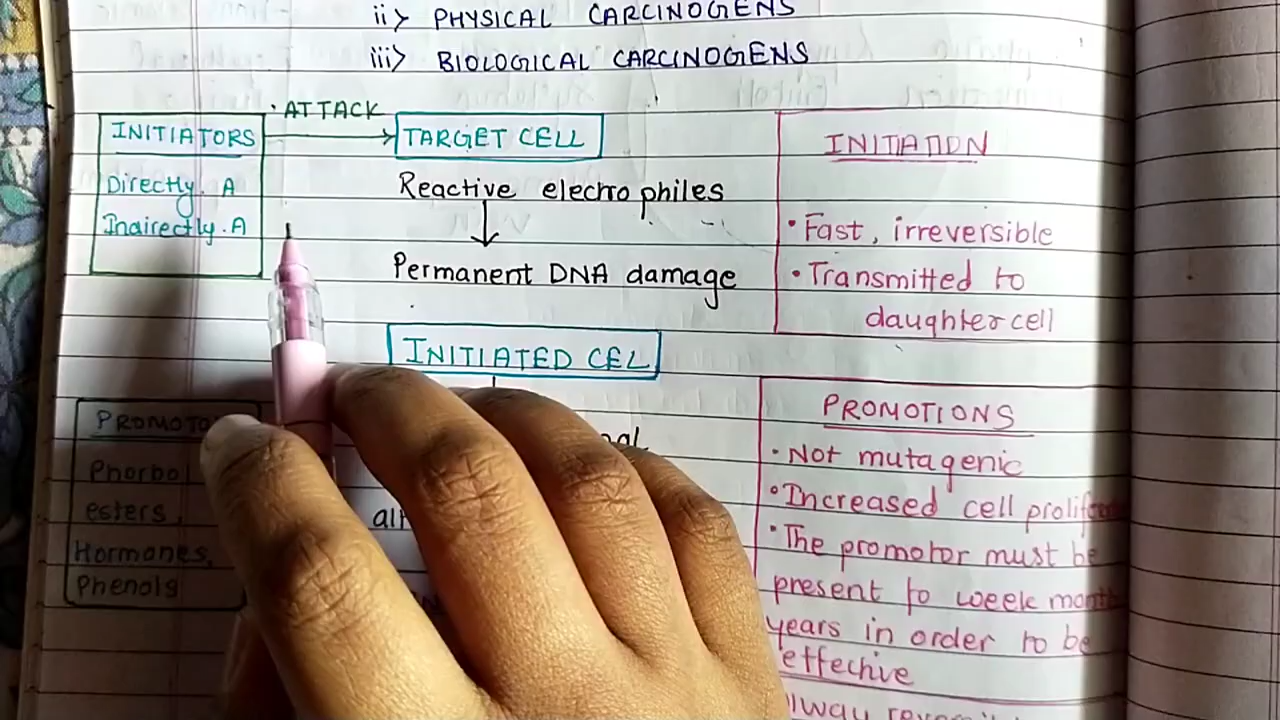 ii> PHYSICAL CARCINOGENS
iii> BIOLOGICAL CARCINOGENS
ATTACK
INITIATORS
Directly. A
Indirectly. A
TARGET CELL
Reactive electrophiles
Permanent DNA damage
INITIATION
• Fast, irreversible
• Transmitted to
daughter cell
INITIATED CEL
PROMOTO
Phorbol
esters,
Hormones,
Phenols
PROMOTIONS
• Not mutagenic
• Increased cell
• The promotor must be
present to week month
years in order to be
effective